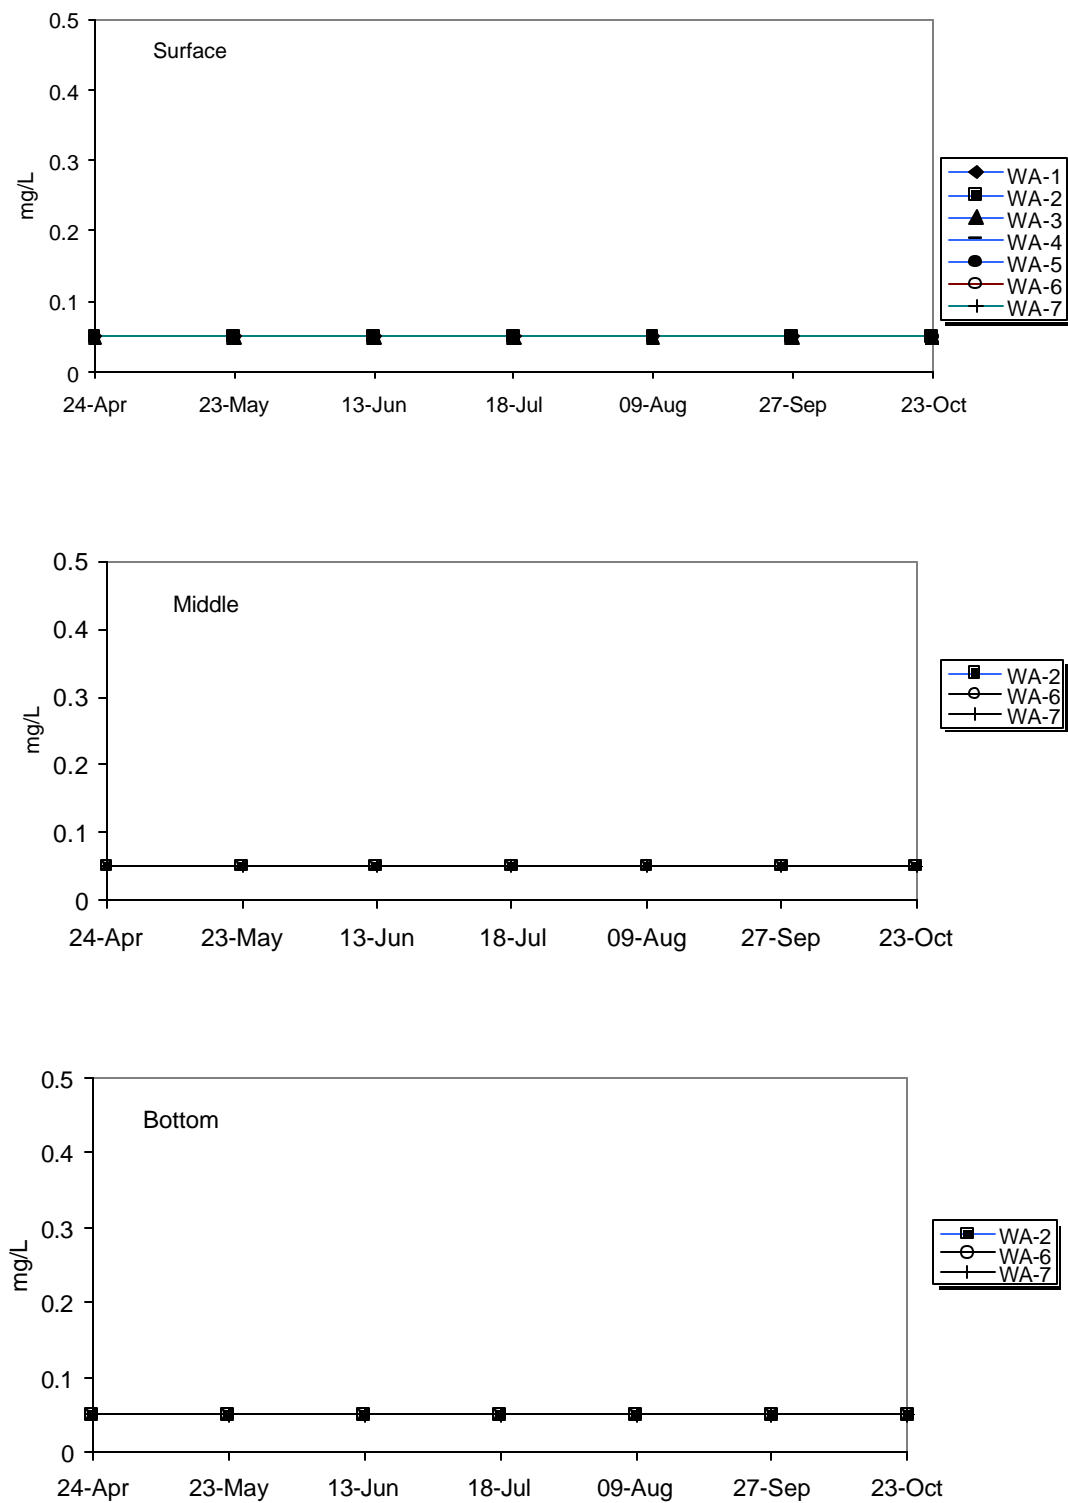 0.5
Surface
0.4
0.3
mg/L
0.2
0.1
0
24-Apr 23-May 13-Jun 18-Jul 09-Aug 27-Sep 23-Oct
WA-1
WA-2
WA-3
WA-4
WA-5
WA-6
WA-7
0.5
Middle
0.4
0.3
mg/L
0.2
0.1
0
24-Apr 23-May 13-Jun 18-Jul 09-Aug 27-Sep 23-Oct
WA-2
WA-6
WA-7
0.5
Bottom
0.4
0.3
mg/L
0.2
0.1
0
24-Apr 23-May 13-Jun 18-Jul 09-Aug 27-Sep 23-Oct
WA-2
WA-6
WA-7